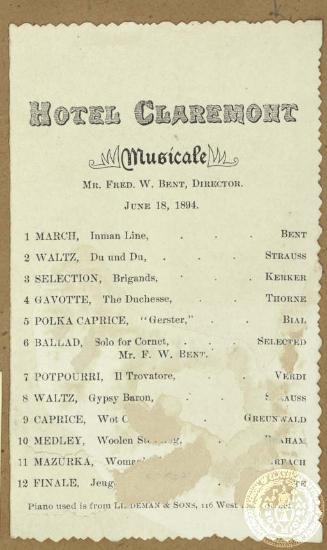 HOTEL CLAREMONT
Musicale
MR. FRED. W. BENT, DIRECTOR.
JUNE 18, 1894.
1 MARCH, Inman Line, . . . BENT
2 WALTZ, Du und Du, . . . STRAUSS
3 SELECTION, Brigands, . . KERKER
4 GAVOTTE, The Duchesse, . . THORNE
5 POLKA CAPRICE, "Gerster," . . BIAL
6 BALLAD, Solo for Cornet, . . SELECTED
MR. F. W. BENT.
7 POTPOURRI, Il Trovatore, . . VERDI
8 WALTZ, Gypsy Baron, . .
9 CAPRICE, Wot GREUNWALD
10 MEDLEY, Woolen
11 MAZURKA,
12 FINALE,
Piano used is from & SONS, 116 West